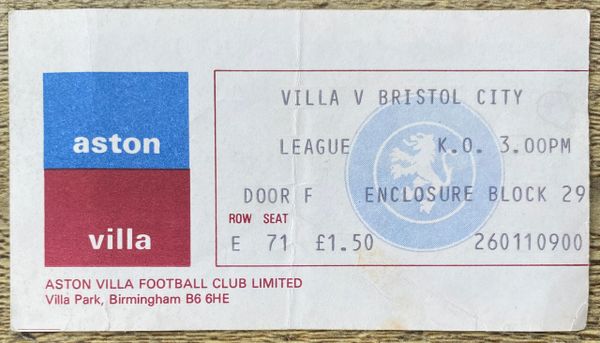 aston
villa
VILLA V BRISTOL CITY
LEAGUE K.O. 3.00PM
DOOR F ENCLOSURE BLOCK 29
ROW SEAT
E 71 £1.50 260110900
ASTON VILLA FOOTBALL CLUB LIMITED
Villa Park, Birmingham B6 6HE